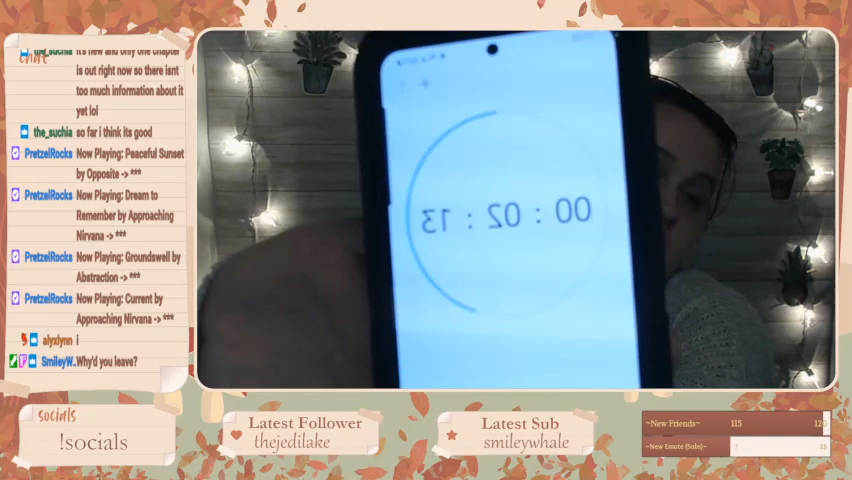 chat
the_suchia it's new and only one chapter
is out right now so there isnt
too much information about it
yet lol
the_suchia so far i think its good
PretzelRocks Now Playing: Peaceful Sunset
by Opposite -> ***
PretzelRocks Now Playing: Dream to
Remember by Approaching
Nirvana -> ***
PretzelRocks Now Playing: Groundswell by
Abstraction -> ***
PretzelRocks Now Playing: Current by
Approaching Nirvana -> ***
alyxlynn i
SmileyW..Why'd you leave?
00 : 02 : 13
socials
!socials
Latest Follower
thejedilake
Latest Sub
smileywhale
~New Friends~ 115
~New Emote (Subs)~ 7 15